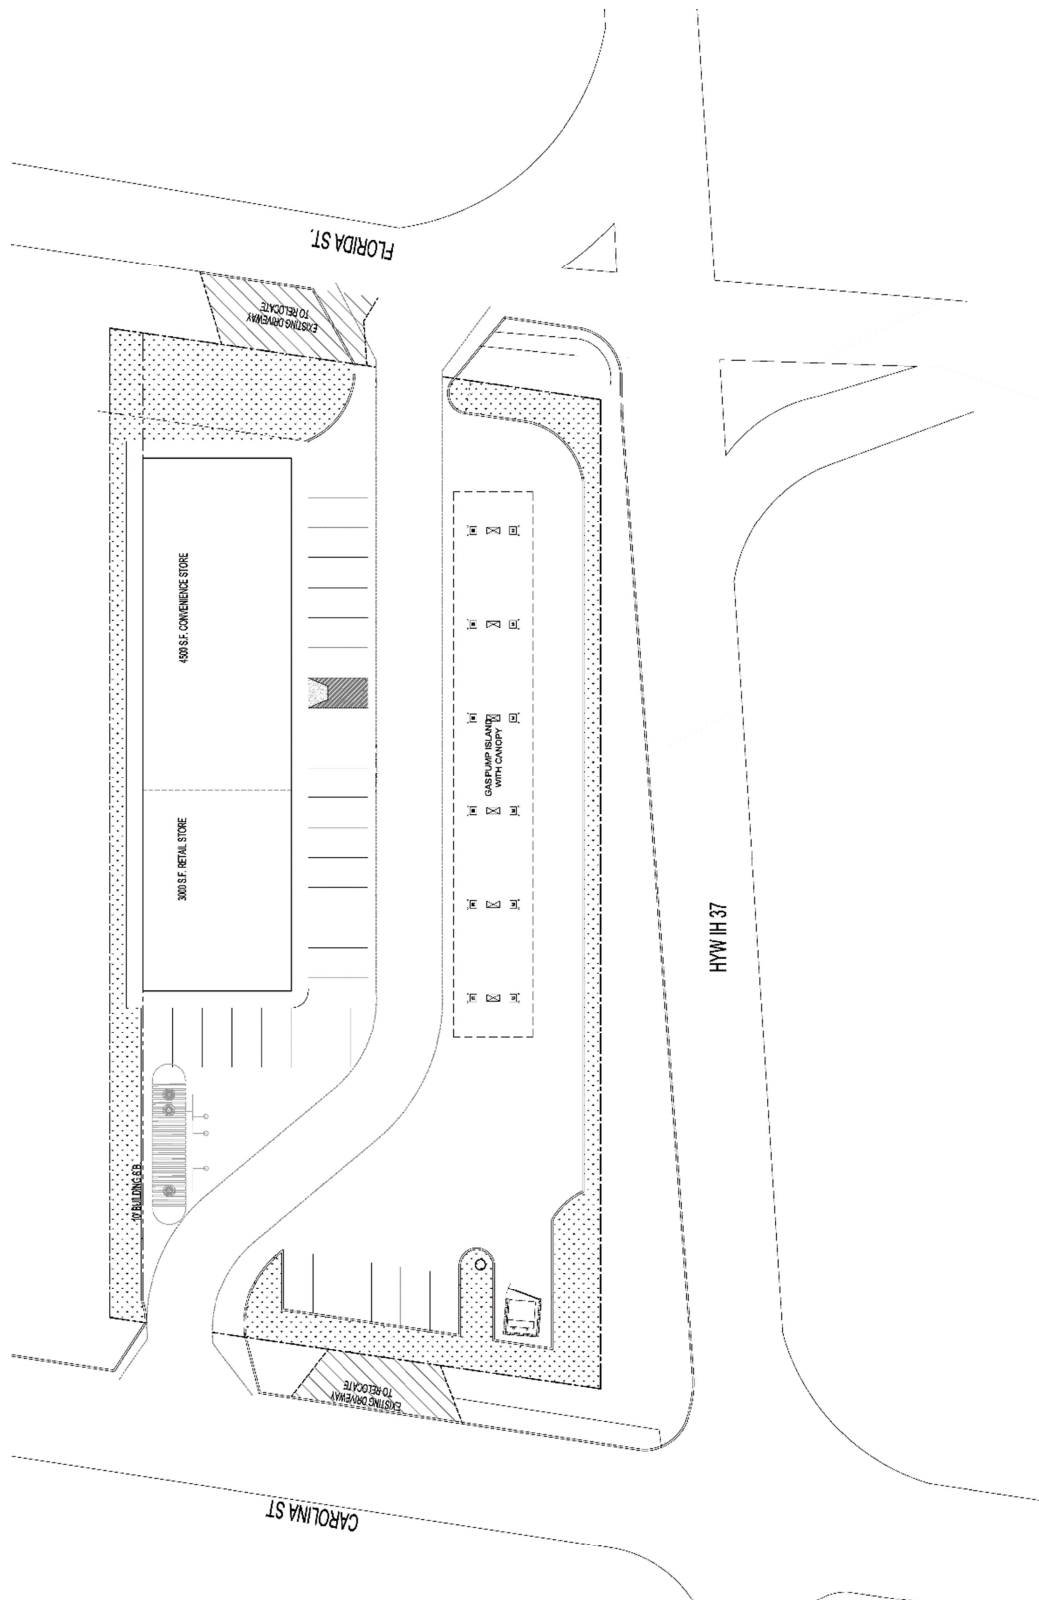 FLORIDA ST.
EXISTING DRIVEWAY
TO RELOCATE
4500 S.F. CONVENIENCE STORE
GAS PUMP ISLAND
WITH CANOPY
3000 S.F. RETAIL STORE
HYW IH 37
10' BUILDING S.B.
EXISTING DRIVEWAY
TO RELOCATE
CAROLINA ST